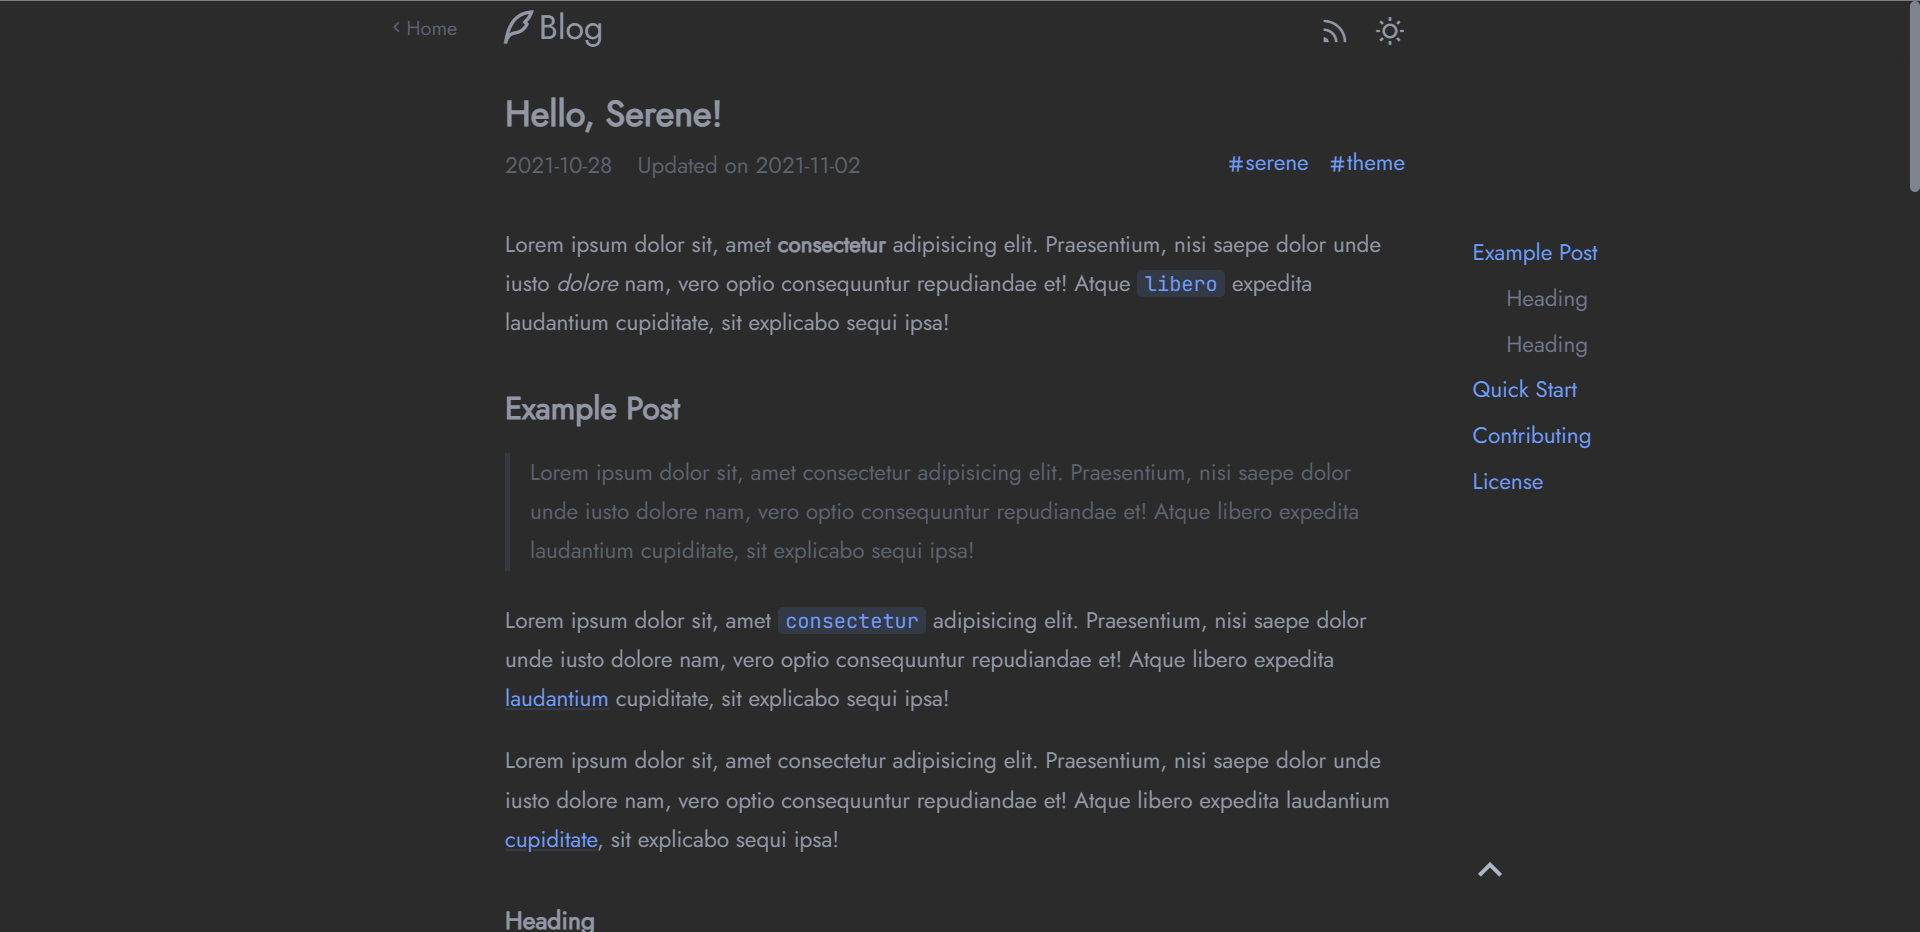 Home
Blog
Hello, Serene!
2021-10-28 Updated on 2021-11-02
#serene #theme
Lorem ipsum dolor sit, amet consectetur adipisicing elit. Praesentium, nisi saepe dolor unde
iusto dolore nam, vero optio consequuntur repudiandae et! Atque libero expedita
laudantium cupiditate, sit explicabo sequi ipsa!
Example Post
Lorem ipsum dolor sit, amet consectetur adipisicing elit. Praesentium, nisi saepe dolor
unde iusto dolore nam, vero optio consequuntur repudiandae et! Atque libero expedita
laudantium cupiditate, sit explicabo sequi ipsa!
Lorem ipsum dolor sit, amet consectetur adipisicing elit. Praesentium, nisi saepe dolor
unde iusto dolore nam, vero optio consequuntur repudiandae et! Atque libero expedita
laudantium cupiditate, sit explicabo sequi ipsa!
Lorem ipsum dolor sit, amet consectetur adipisicing elit. Praesentium, nisi saepe dolor unde
iusto dolore nam, vero optio consequuntur repudiandae et! Atque libero expedita laudantium
cupiditate, sit explicabo sequi ipsa!
Heading
Example Post
Heading
Heading
Quick Start
Contributing
License